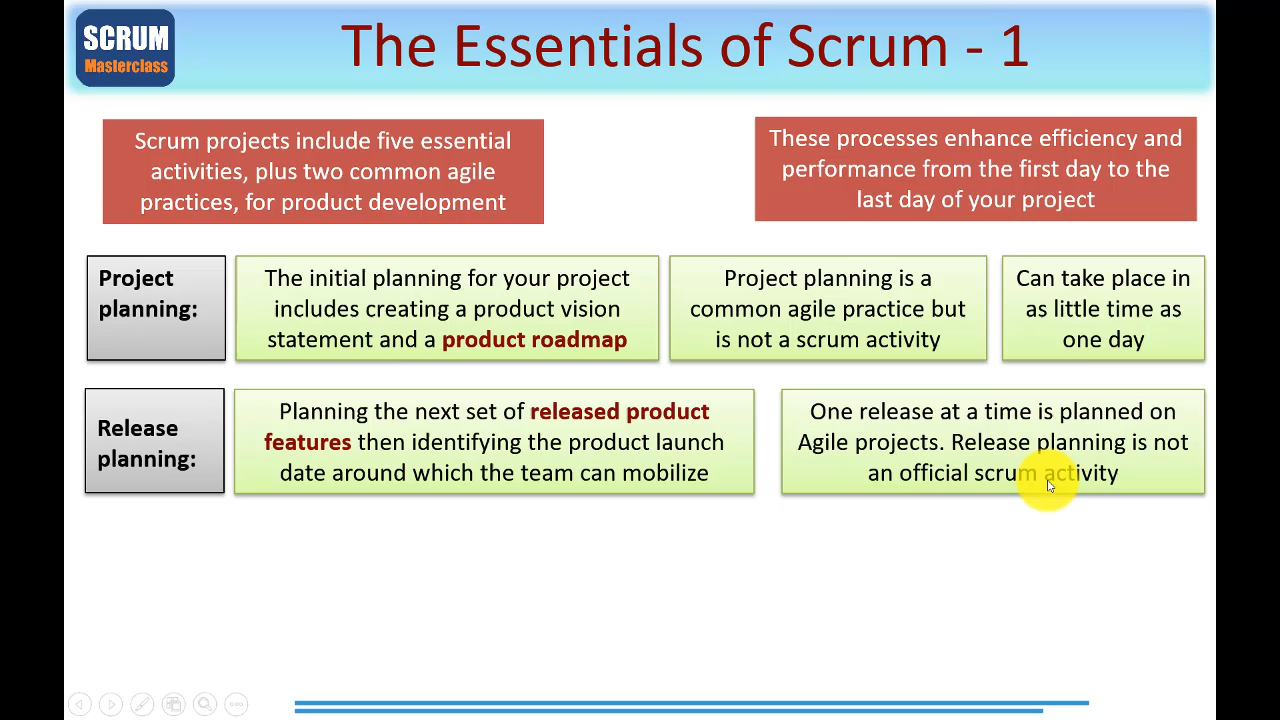 SCRUM
Masterclass
The Essentials of Scrum - 1
Scrum projects include five essential
activities, plus two common agile
practices, for product development
These processes enhance efficiency and
performance from the first day to the
last day of your project
Project
planning:
The initial planning for your project
includes creating a product vision
statement and a product roadmap
Project planning is a
common agile practice but
is not a scrum activity
Can take place in
as little time as
one day
Release
planning:
Planning the next set of released product
features then identifying the product launch
date around which the team can mobilize
One release at a time is planned on
Agile projects. Release planning is not
an official scrum activity